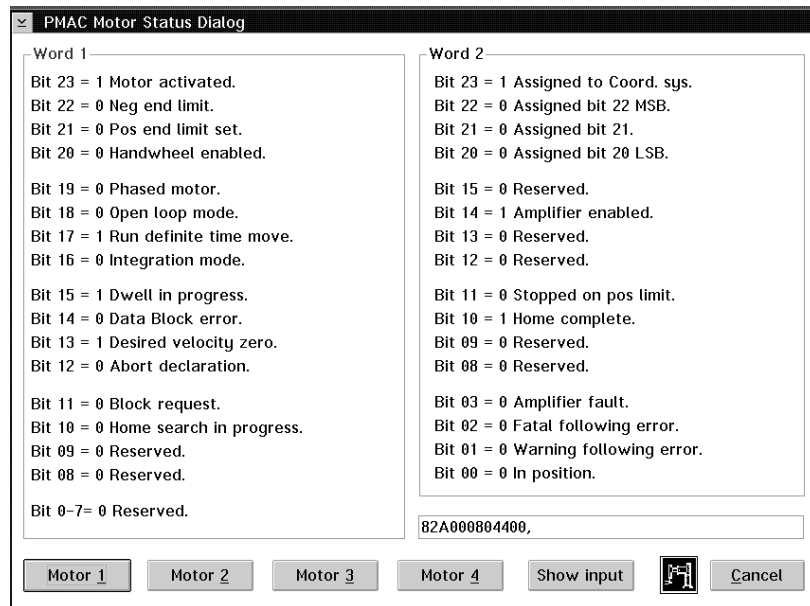 PMAC Motor Status Dialog
Word 1
Bit 23 = 1 Motor activated.
Bit 22 = 0 Neg end limit.
Bit 21 = 0 Pos end limit set.
Bit 20 = 0 Handwheel enabled.
Bit 19 = 0 Phased motor.
Bit 18 = 0 Open loop mode.
Bit 17 = 1 Run definite time move.
Bit 16 = 0 Integration mode.
Bit 15 = 1 Dwell in progress.
Bit 14 = 0 Data Block error.
Bit 13 = 1 Desired velocity zero.
Bit 12 = 0 Abort declaration.
Bit 11 = 0 Block request.
Bit 10 = 0 Home search in progress.
Bit 09 = 0 Reserved.
Bit 08 = 0 Reserved.
Bit 0-7= 0 Reserved.
Word 2
Bit 23 = 1 Assigned to Coord. sys.
Bit 22 = 0 Assigned bit 22 MSB.
Bit 21 = 0 Assigned bit 21.
Bit 20 = 0 Assigned bit 20 LSB.
Bit 15 = 0 Reserved.
Bit 14 = 1 Amplifier enabled.
Bit 13 = 0 Reserved.
Bit 12 = 0 Reserved.
Bit 11 = 0 Stopped on pos limit.
Bit 10 = 1 Home complete.
Bit 09 = 0 Reserved.
Bit 08 = 0 Reserved.
Bit 03 = 0 Amplifier fault.
Bit 02 = 0 Fatal following error.
Bit 01 = 0 Warning following error.
Bit 00 = 0 In position.
82A000804400,
Motor 1 Motor 2 Motor 3 Motor 4 Show input Cancel